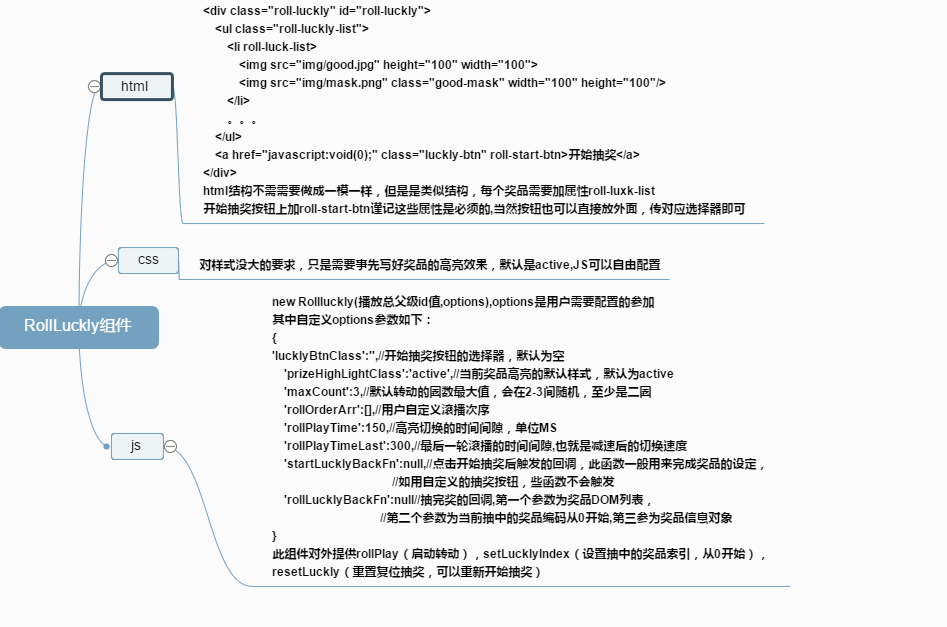 <div class="roll-luckly" id="roll-luckly">
<ul class="roll-luckly-list">
<li roll-luck-list>
<img src="img/good.jpg" height="100" width="100">
<img src="img/mask.png" class="good-mask" width="100" height="100"/>
</li>
。。。
</ul>
<a href="javascript:void(0);" class="luckly-btn" roll-start-btn>开始抽奖</a>
</div>
html结构不需需要做成一模一样，但是是类似结构，每个奖品需要加属性roll-luxk-list
开始抽奖按钮上加roll-start-btn谨记这些属性是必须的,当然按钮也可以直接放外面，传对应选择器即可
html
css
对样式没大的要求，只是需要事先写好奖品的高亮效果，默认是active,JS可以自由配置
RollLuckly组件
js
new Rollluckly(播放总父级id值,options),options是用户需要配置的参加
其中自定义options参数如下：
{
'lucklyBtnClass':'',//开始抽奖按钮的选择器，默认为空
'prizeHighLightClass':'active',//当前奖品高亮的默认样式，默认为active
'maxCount':3,//默认转动的圈数最大值，会在2-3间随机，至少是二圈
'rollOrderArr':[],//用户自定义滚播次序
'rollPlayTime':150,//高亮切换的时间间隙，单位MS
'rollPlayTimeLast':300,//最后一轮滚播的时间间隙,也就是减速后的切换速度
'startLucklyBackFn':null,//点击开始抽奖后触发的回调，此函数一般用来完成奖品的设定，
//如用自定义的抽奖按钮，些函数不会触发
'rollLucklyBackFn':null//抽完奖的回调,第一个参数为奖品DOM列表，
//第二个参数为当前抽中的奖品编码从0开始,第三参为奖品信息对象
}
此组件对外提供rollPlay（启动转动），setLucklyIndex（设置抽中的奖品索引，从0开始），
resetLuckly（重置复位抽奖，可以重新开始抽奖）